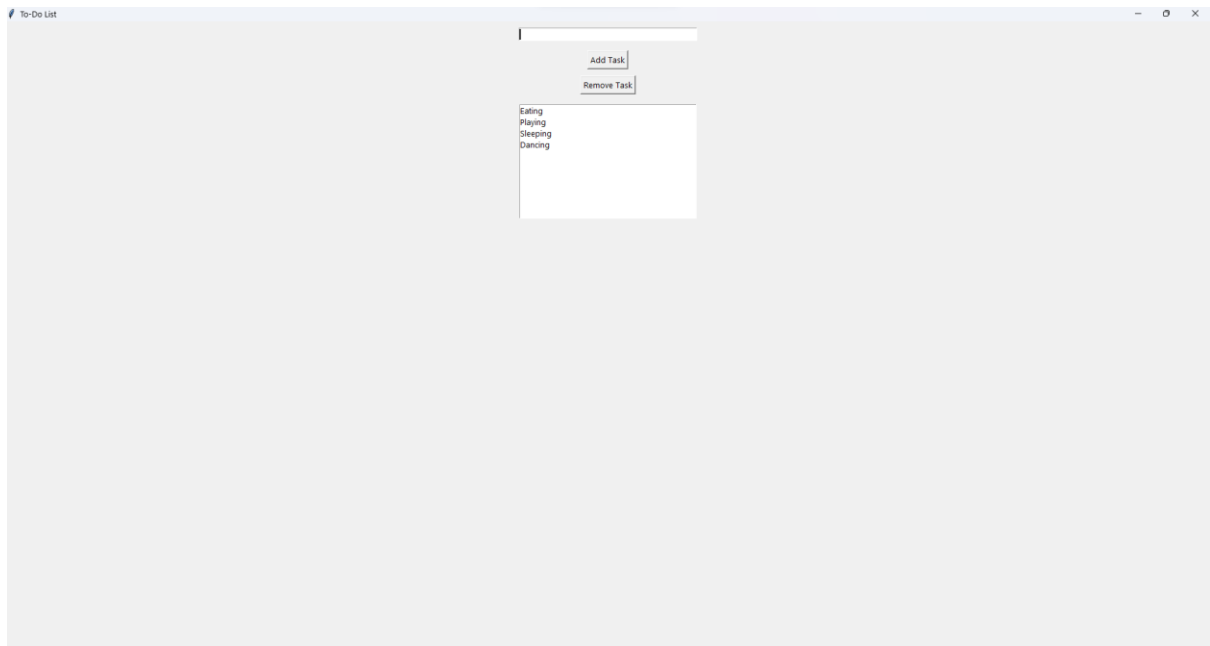 To-Do List
Add Task
Remove Task
Eating
Playing
Sleeping
Dancing